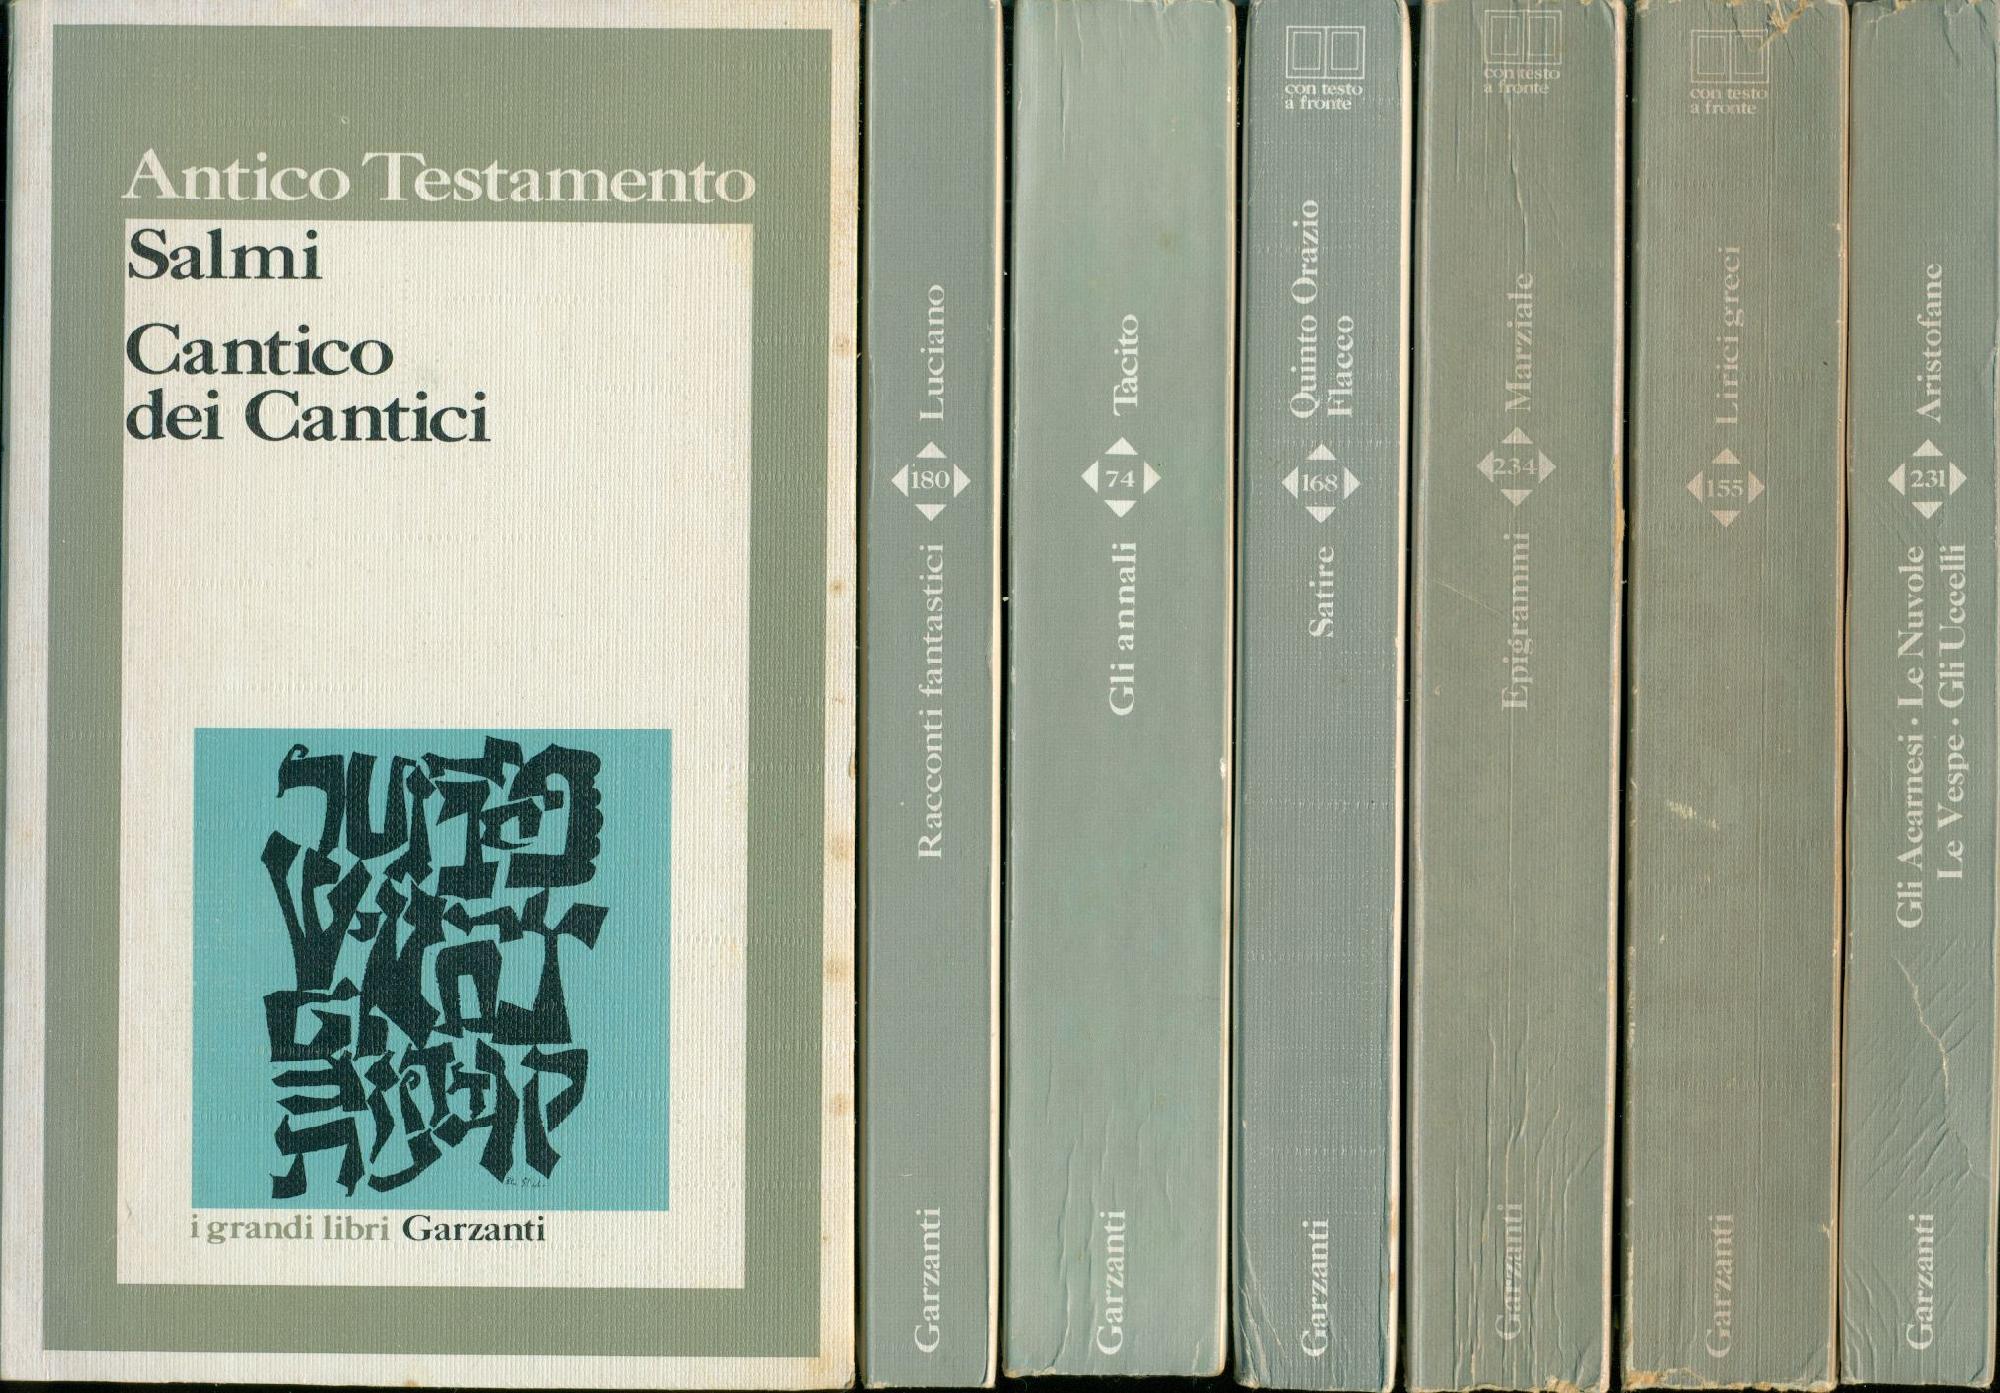 Antico Testamento
Salmi
Cantico
dei Cantici
i grandi libri Garzanti
Luciano
180
Racconti fantastici
Garzanti
Tacito
74
Gli annali
Garzanti
con testo
a fronte
Quinto Orazio
Flacco
168
Satire
Garzanti
con testo
a fronte
Marziale
234
Epigrammi
Garzanti
con testo
a fronte
Lirici greci
155
Garzanti
Aristofane
231
Gli Acarnesi · Le Nuvole
Le Vespe · Gli Uccelli
Garzanti